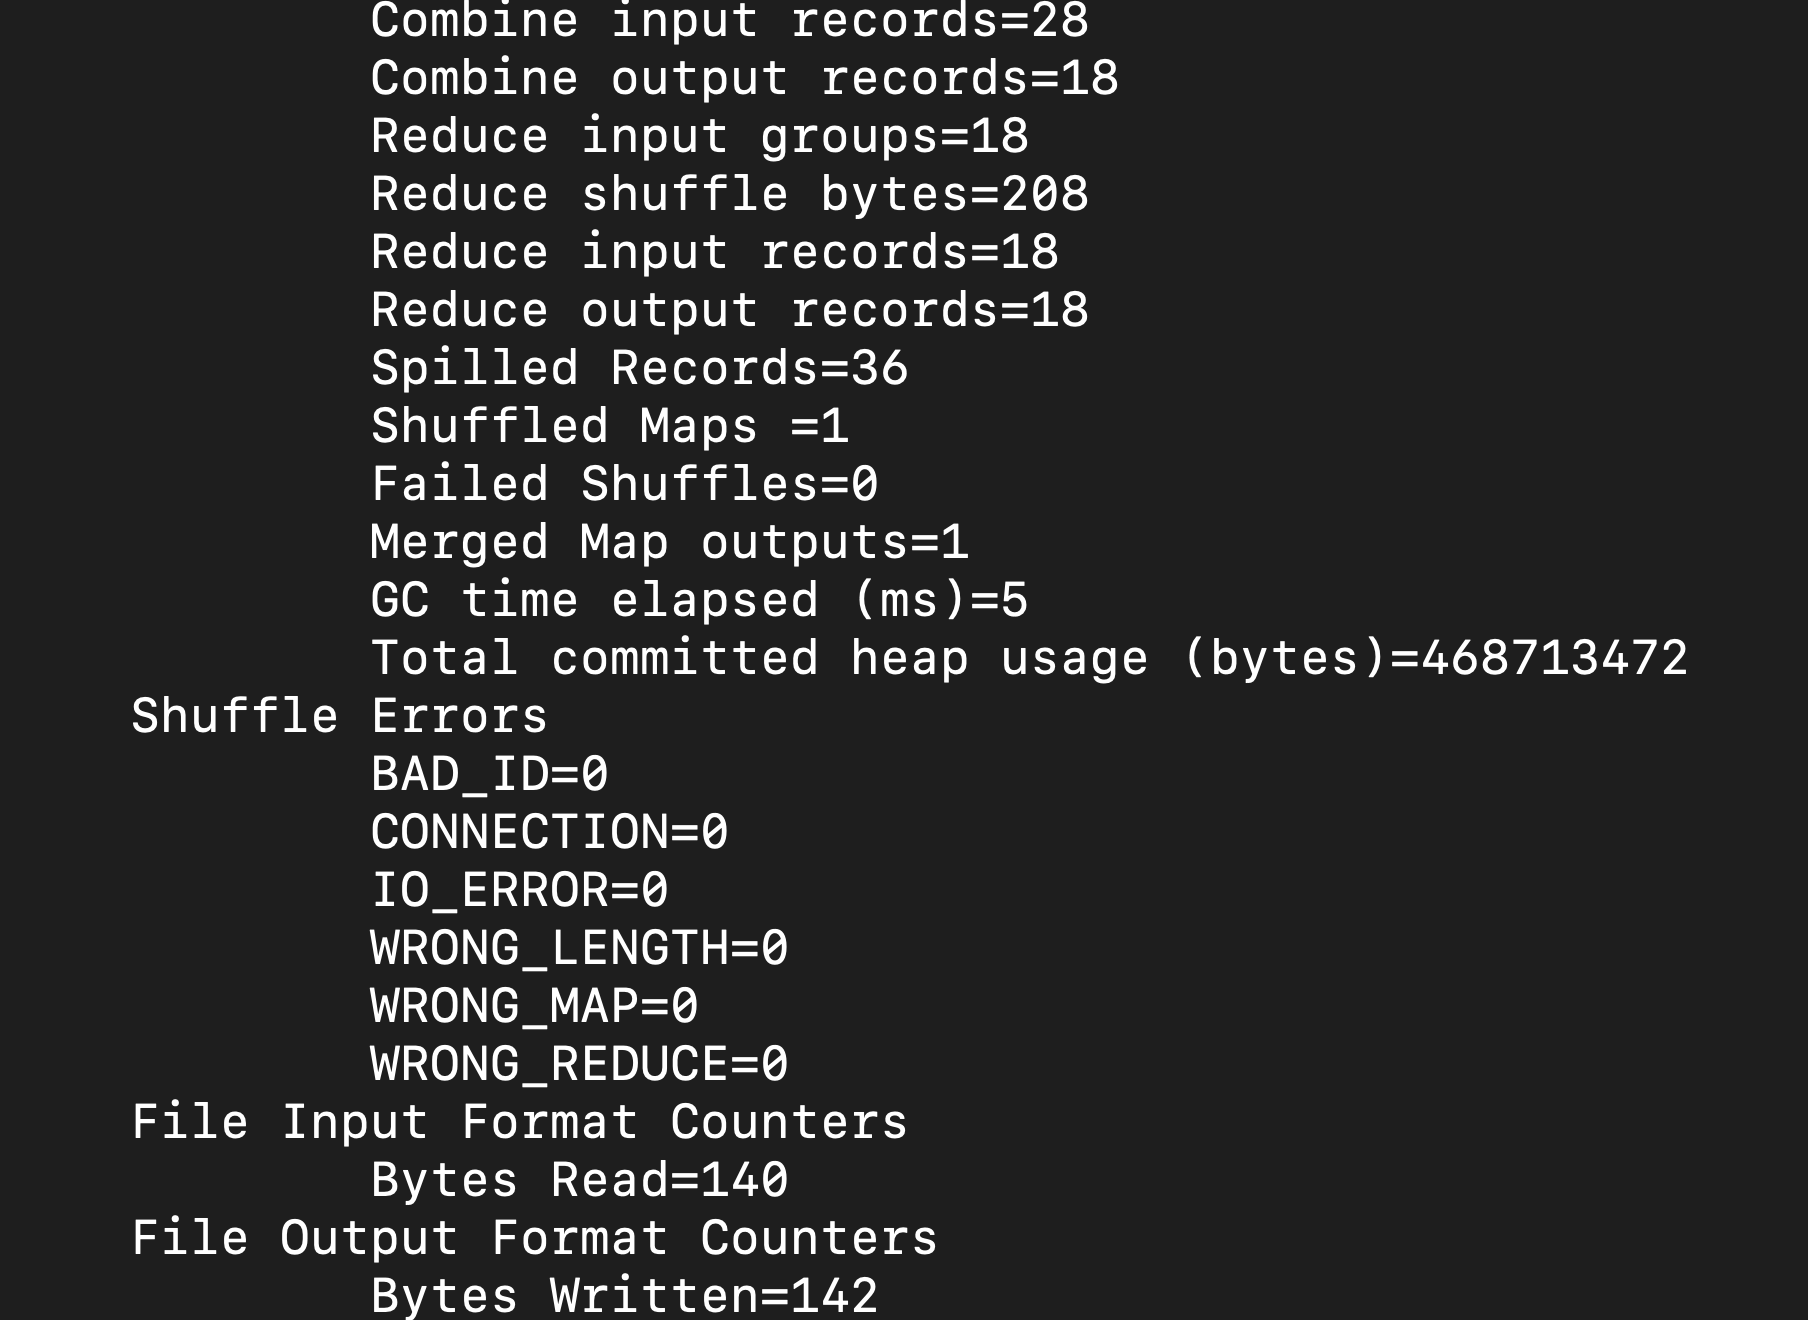 Combine input records=28
Combine output records=18
Reduce input groups=18
Reduce shuffle bytes=208
Reduce input records=18
Reduce output records=18
Spilled Records=36
Shuffled Maps =1
Failed Shuffles=0
Merged Map outputs=1
GC time elapsed (ms)=5
Total committed heap usage (bytes)=468713472
Shuffle Errors
BAD_ID=0
CONNECTION=0
IO_ERROR=0
WRONG_LENGTH=0
WRONG_MAP=0
WRONG_REDUCE=0
File Input Format Counters
Bytes Read=140
File Output Format Counters
Bytes Written=142